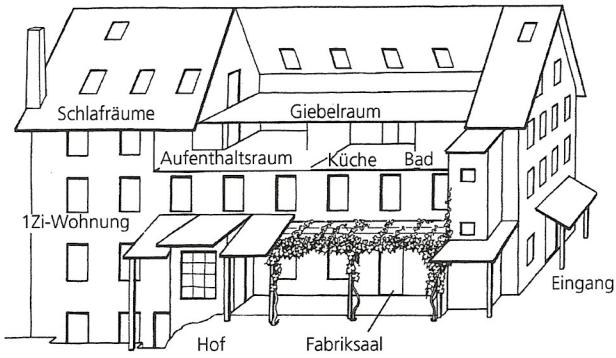 Schlafräume
Giebelraum
Aufenthaltsraum
Küche
Bad
1Zi-Wohnung
Eingang
Hof
Fabriksaal